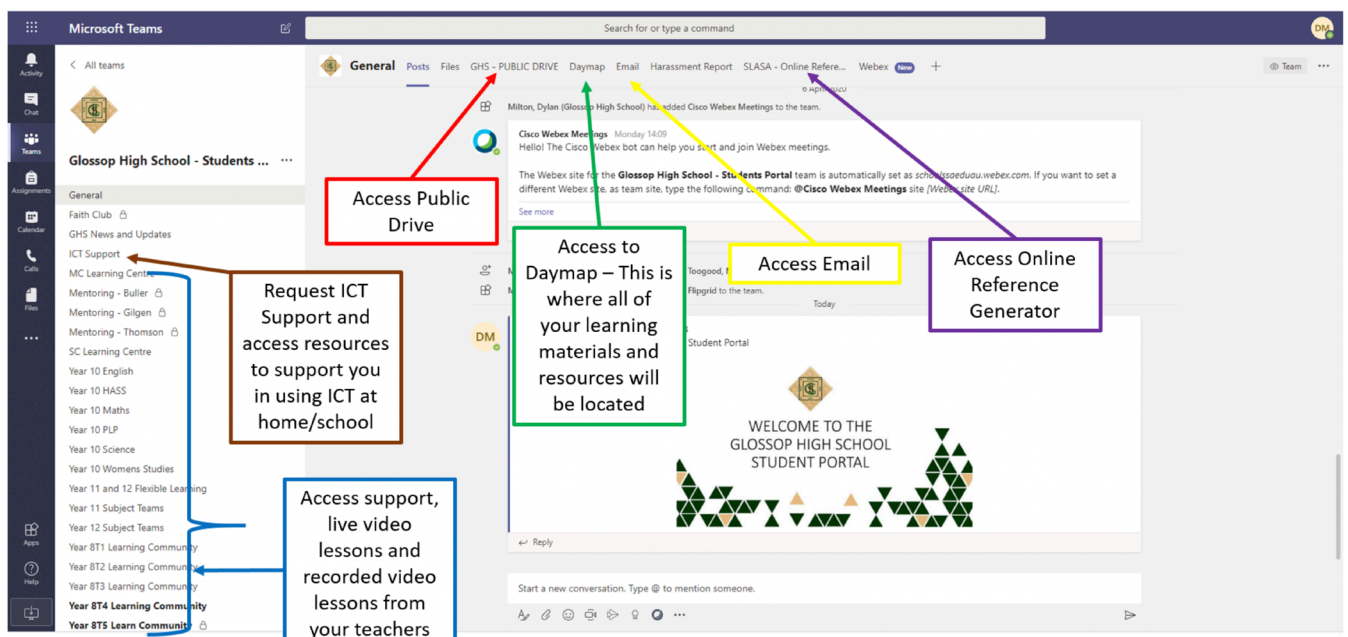 Microsoft Teams
Search for or type a command
DM
Activity
Chat
Teams
Assignments
Calendar
Calls
Files
Apps
Help
All teams
Glossop High School - Students ...
General
Faith Club
GHS News and Updates
ICT Support
MC Learning Centre
Mentoring - Buller
Mentoring - Gilgen
Mentoring - Thomson
SC Learning Centre
Year 10 English
Year 10 HASS
Year 10 Maths
Year 10 PLP
Year 10 Science
Year 10 Womens Studies
Year 11 and 12 Flexible Learning
Year 11 Subject Teams
Year 12 Subject Teams
Year 8T1 Learning Community
Year 8T2 Learning Community
Year 8T3 Learning Community
Year 8T4 Learning Community
Year 8T5 Learn Community
General Posts Files GHS - PUBLIC DRIVE Daymap Email Harassment Report SLASA - Online Refere... Webex New
Team
6 April 2020
Milton, Dylan (Glossop High School) has added Cisco Webex Meetings to the team.
Cisco Webex Meetings Monday 14:09
Hello! The Cisco Webex bot can help you start and join Webex meetings.
The Webex site for the Glossop High School - Students Portal team is automatically set as schoolssaeduau.webex.com. If you want to set a
different Webex site, as team site, type the following command: @Cisco Webex Meetings site [Webex site URL].
See more
Toogood,
Flipgrid to the team.
Today
DM
Student Portal
WELCOME TO THE
GLOSSOP HIGH SCHOOL
STUDENT PORTAL
Reply
Start a new conversation. Type @ to mention someone.
Access Public
Drive
Access to
Daymap – This is
where all of
your learning
materials and
resources will
be located
Access Email
Access Online
Reference
Generator
Request ICT
Support and
access resources
to support you
in using ICT at
home/school
Access support,
live video
lessons and
recorded video
lessons from
your teachers